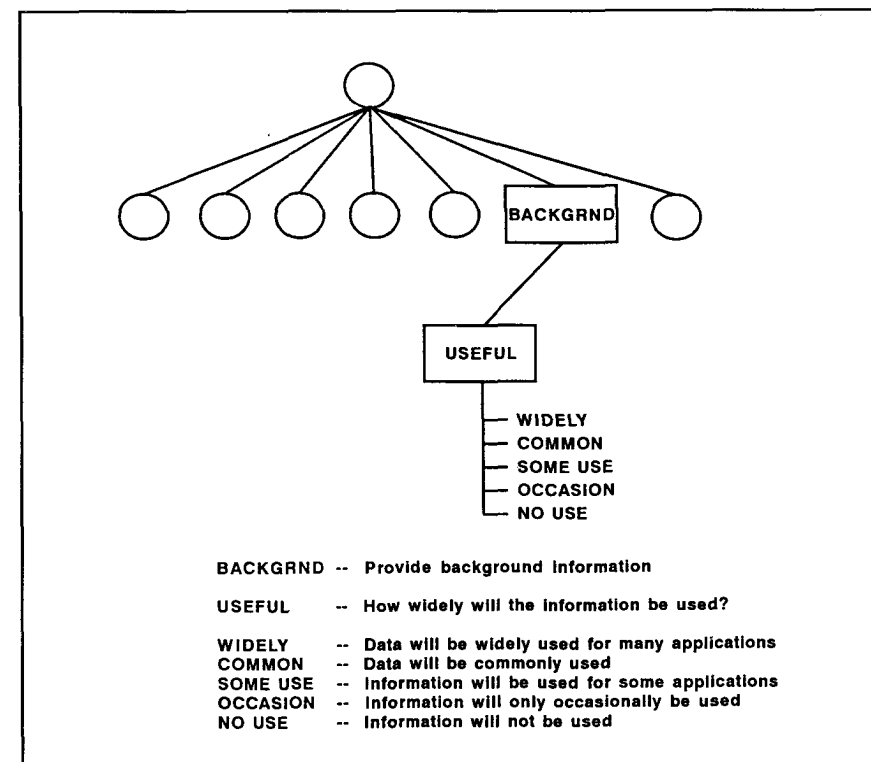 BACKGRND
USEFUL
WIDELY
COMMON
SOME USE
OCCASION
NO USE
BACKGRND -- Provide background information
USEFUL -- How widely will the information be used?
WIDELY -- Data will be widely used for many applications
COMMON -- Data will be commonly used
SOME USE -- Information will be used for some applications
OCCASION -- Information will only occasionally be used
NO USE -- Information will not be used